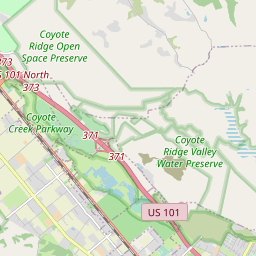 Coyote
Ridge Open
Space Preserve
373
US 101 North
373
Coyote
Creek Parkway
371
371
Coyote
Ridge Valley
Water Preserve
US 101